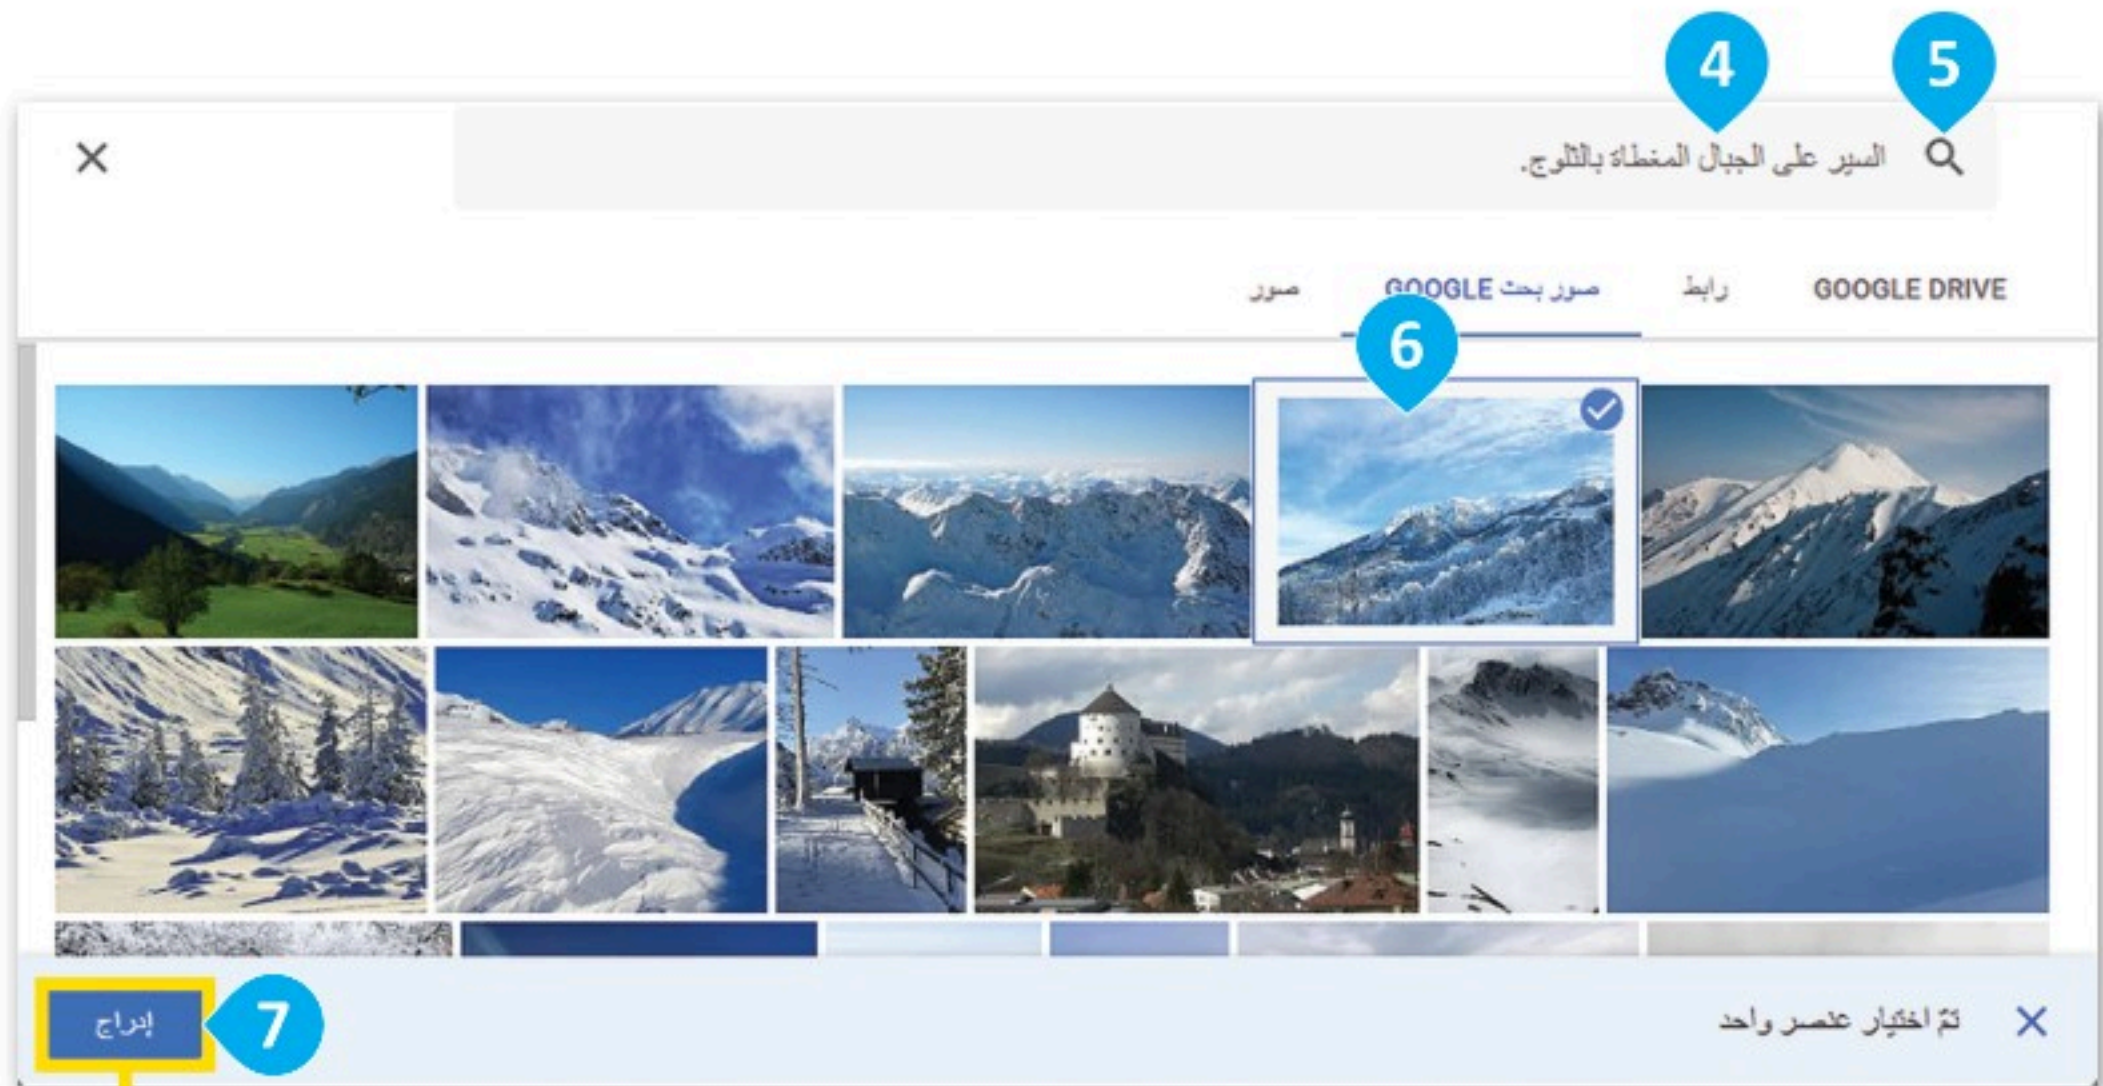 4 5
السير على الجبال المغطاة بالثلوج.
GOOGLE DRIVE رابط صور بحث GOOGLE صور
6
تمّ اختيار عنصر واحد
7 إدراج